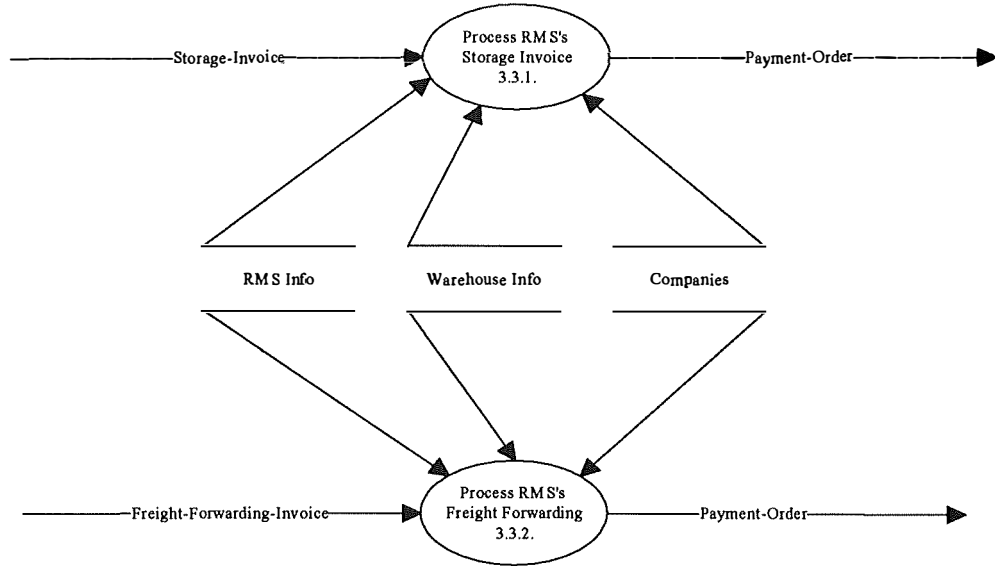 Process RMS's
Storage Invoice
3.3.1.
Storage-Invoice
Payment-Order
RMS Info
Warehouse Info
Companies
Process RMS's
Freight Forwarding
3.3.2.
Freight-Forwarding-Invoice
Payment-Order